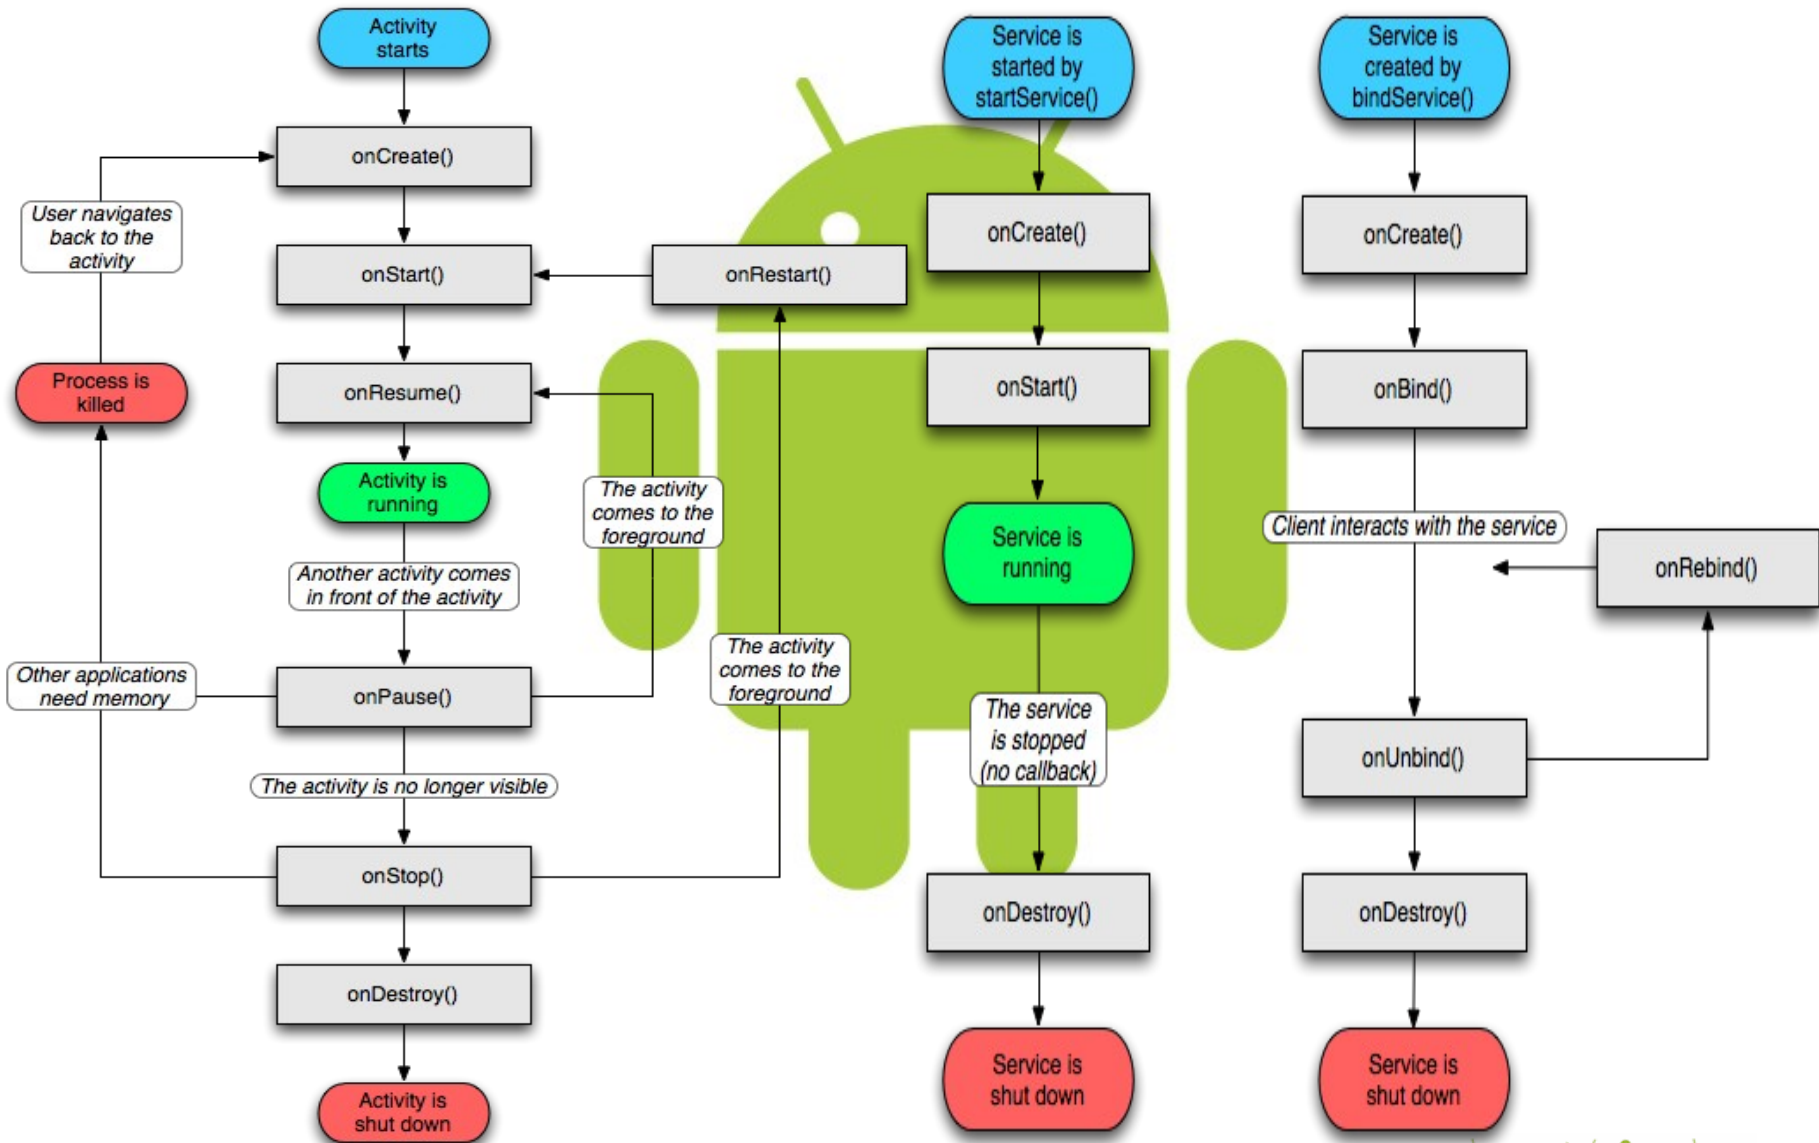 Activity
starts
onCreate()
User navigates
back to the
activity
onStart()
onRestart()
Process is
killed
onResume()
Activity is
running
The activity
comes to the
foreground
Another activity comes
in front of the activity
Other applications
need memory
onPause()
The activity
comes to the
foreground
The activity is no longer visible
onStop()
onDestroy()
Activity is
shut down
Service is
started by
startService()
onCreate()
onStart()
Service is
running
The service
is stopped
(no callback)
onDestroy()
Service is
shut down
Service is
created by
bindService()
onCreate()
onBind()
Client interacts with the service
onRebind()
onUnbind()
onDestroy()
Service is
shut down